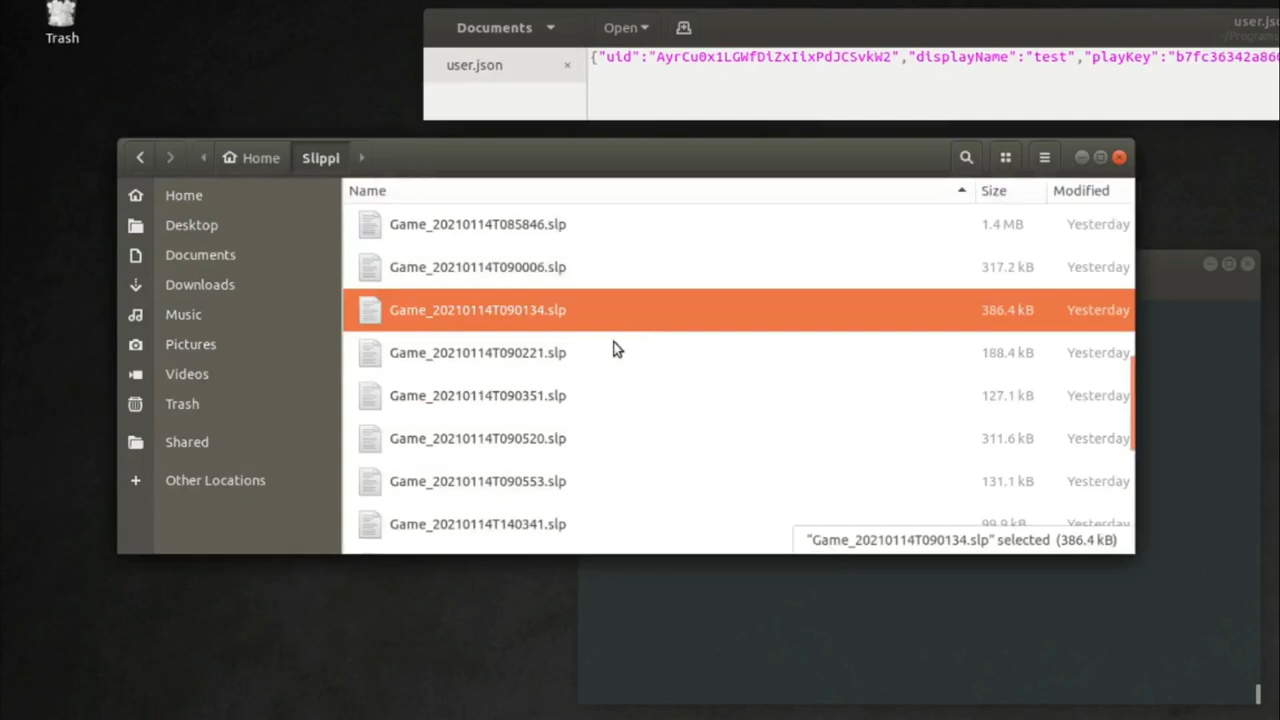 Trash
Documents
Open
user.json
{"uid":"AyrCu0x1LGWfDiZxIixPdJCSvkW2","displayName":"test","playKey":"b7fc36342a86
Home
Slippi
Home
Desktop
Documents
Downloads
Music
Pictures
Videos
Trash
Shared
Other Locations
Name Size Modified
Game_20210114T085846.slp 1.4 MB Yesterday
Game_20210114T090006.slp 317.2 kB Yesterday
Game_20210114T090134.slp 386.4 kB Yesterday
Game_20210114T090221.slp 188.4 kB Yesterday
Game_20210114T090351.slp 127.1 kB Yesterday
Game_20210114T090520.slp 311.6 kB Yesterday
Game_20210114T090553.slp 131.1 kB Yesterday
Game_20210114T140341.slp 99.9 kB Yesterday
"Game_20210114T090134.slp" selected (386.4 kB)